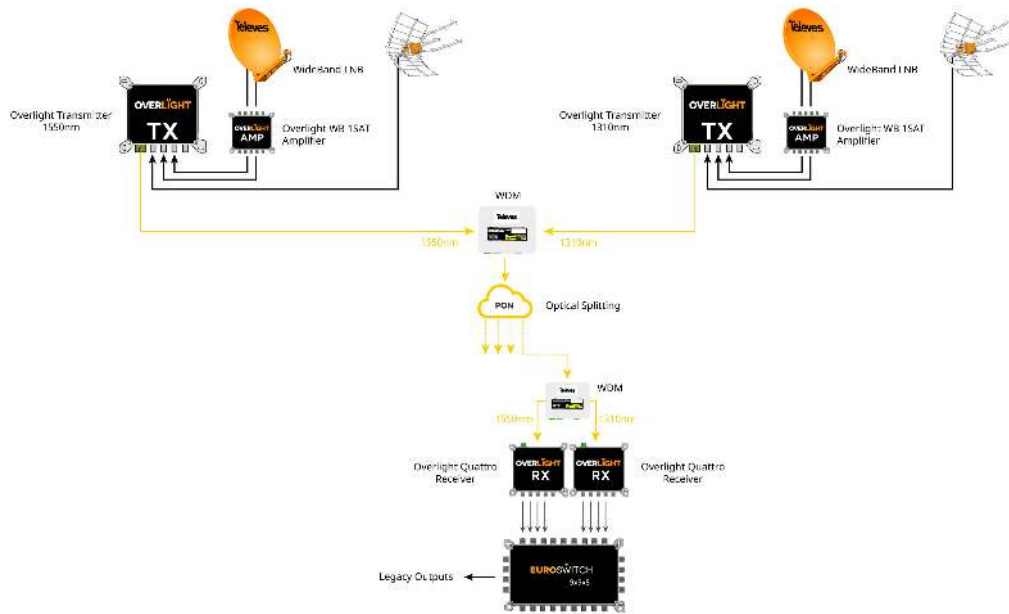 Televes
WideBand LNB
Overlight Transmitter
1550nm
OVERLIGHT
TX
OVERLIGHT
AMP
Overlight WB 1SAT
Amplifier
Televes
WideBand LNB
Overlight Transmitter
1310nm
OVERLIGHT
TX
OVERLIGHT
AMP
Overlight WB 1SAT
Amplifier
WDM
Televes
1550nm
1310nm
PON
Optical Splitting
Televes
WDM
1550nm
1310nm
Overlight Quattro
Receiver
OVERLIGHT
RX
OVERLIGHT
RX
Overlight Quattro
Receiver
Legacy Outputs
EUROSWITCH